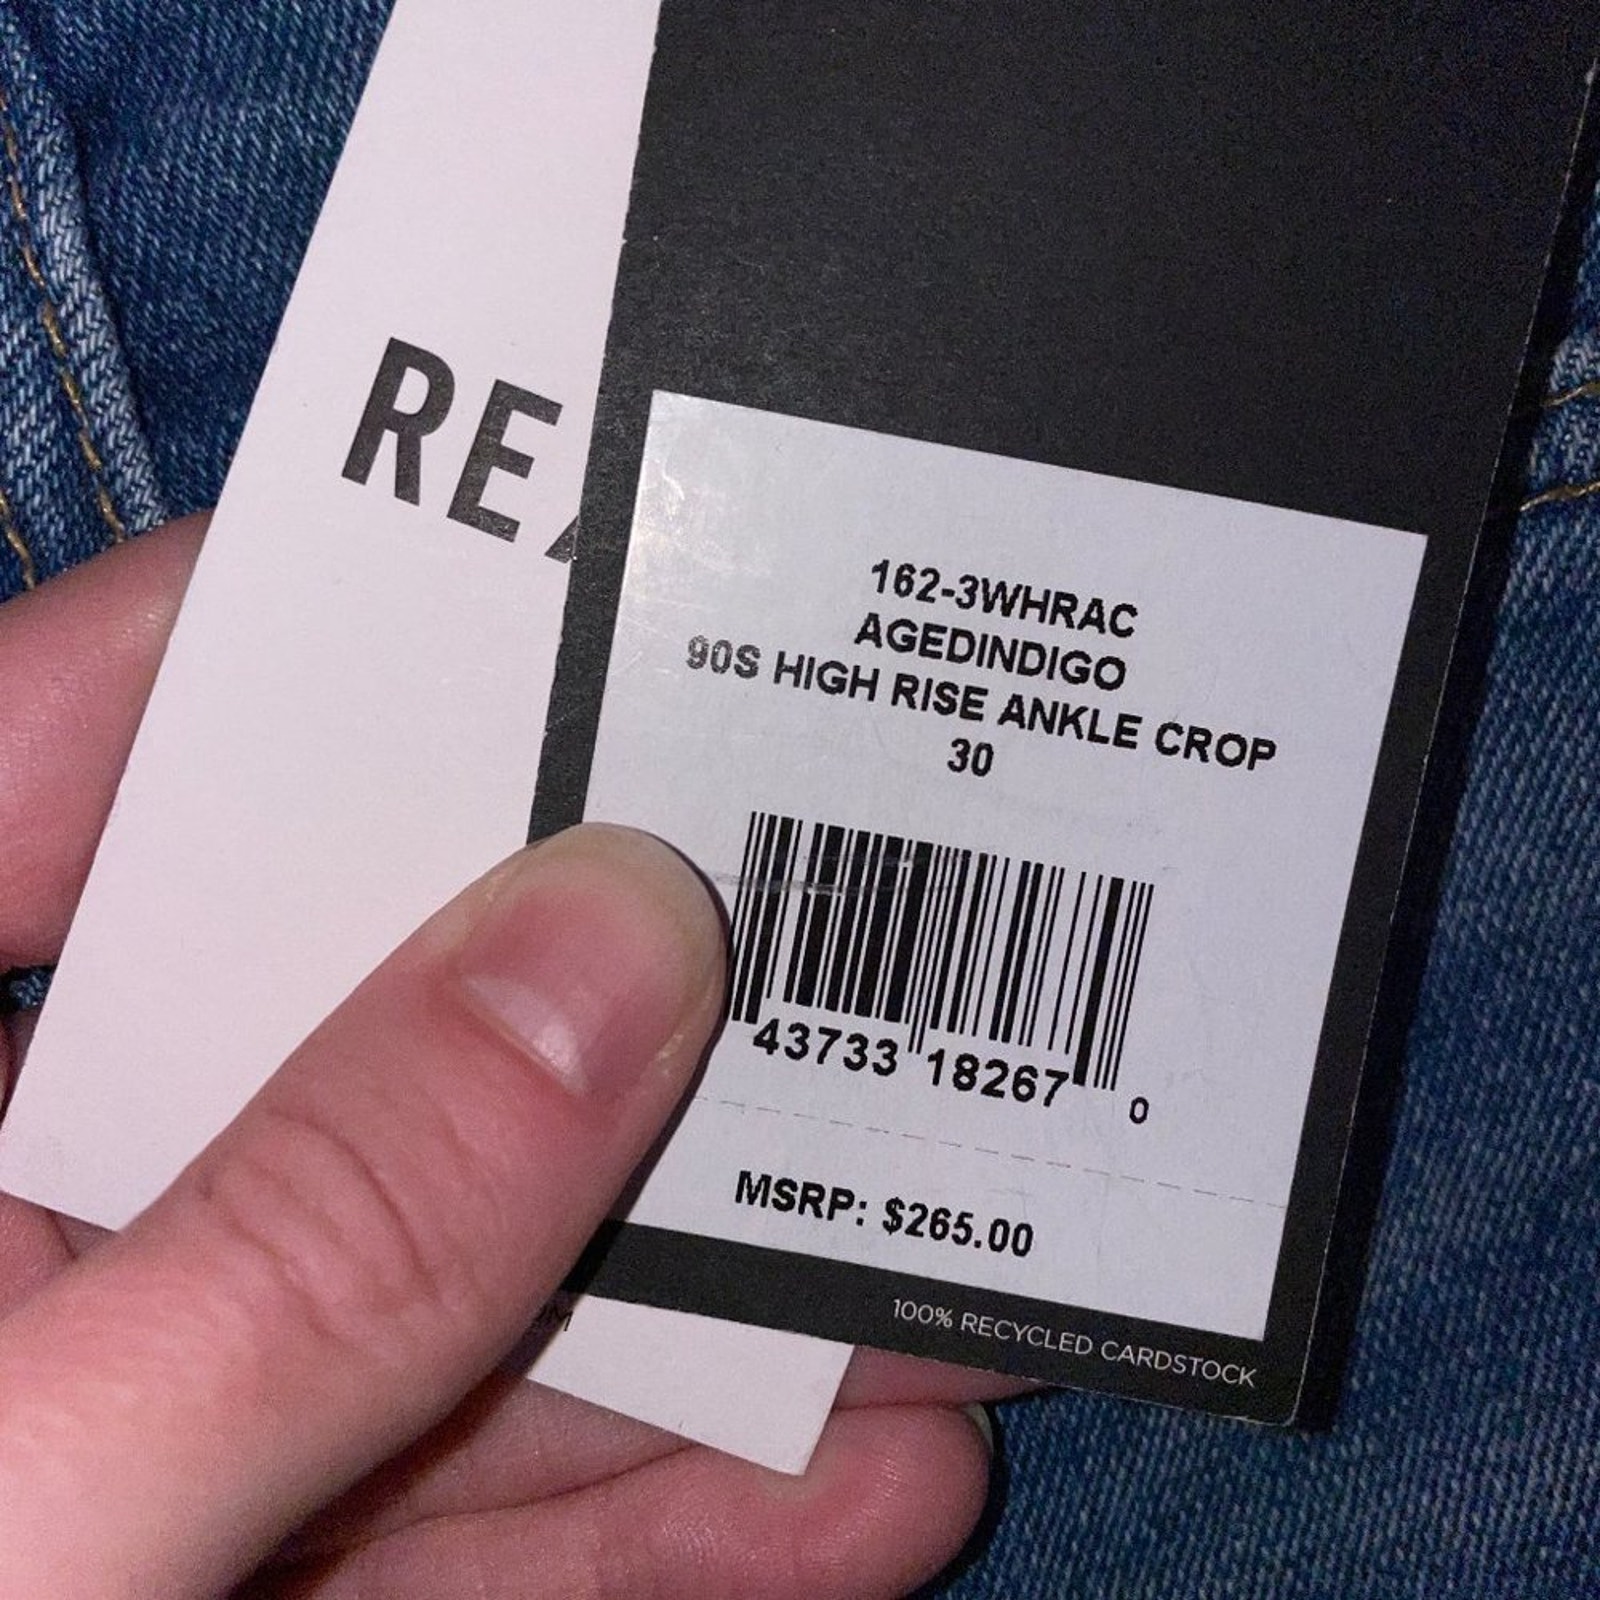 RE
162-3WHRAC
AGEDINDIGO
90S HIGH RISE ANKLE CROP
30
43733 18267 0
MSRP: $265.00
100% RECYCLED CARDSTOCK